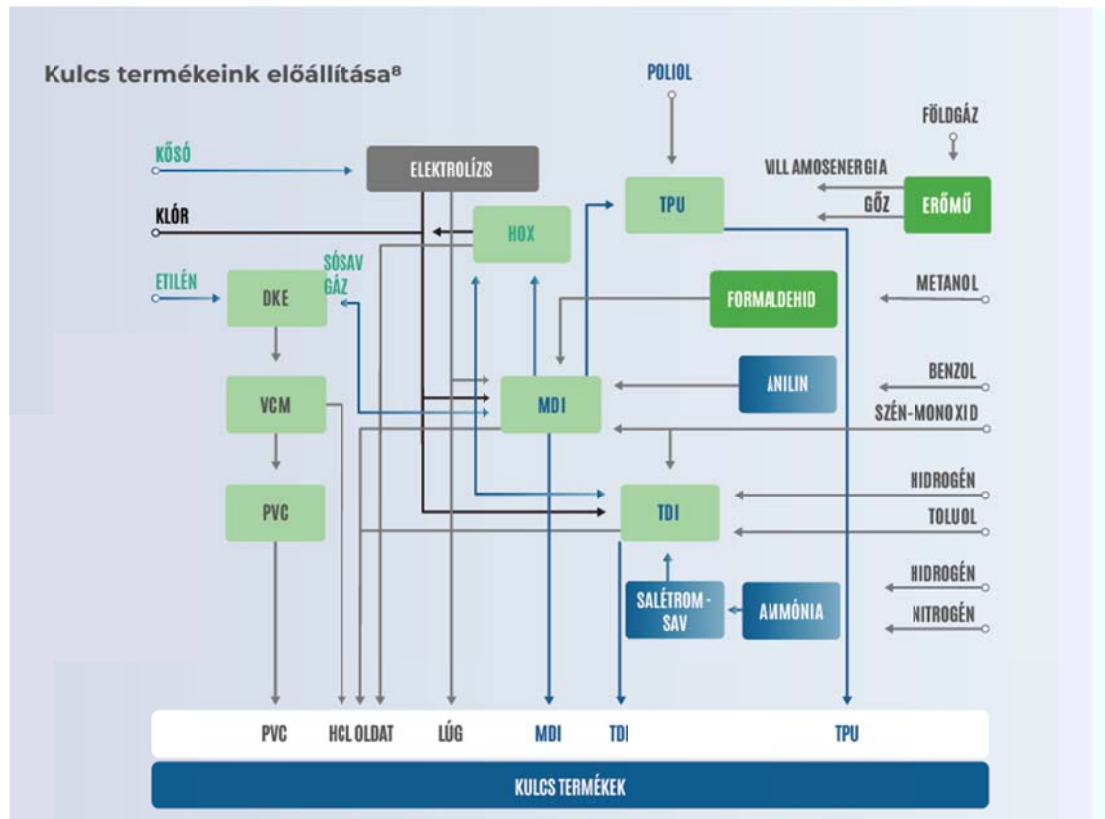 Kulcs termékeink előállítása⁸
POLIOL
FÖLDGÁZ
KŐSÓ
ELEKTROLÍZIS
VILLAMOSENERGIA
TPU
GŐZ
ERŐMŰ
KLÓR
HOX
ETILÉN
SÓSAV
GÁZ
DKE
FORMALDEHID
METANOL
ANILIN
BENZOL
VCM
MDI
SZÉN-MONOXID
HIDROGÉN
PVC
TDI
TOLUOL
HIDROGÉN
SALÉTROM-
SAV
AMMÓNIA
NITROGÉN
PVC
HCL OLDAT
LÚG
MDI
TDI
TPU
KULCS TERMÉKEK